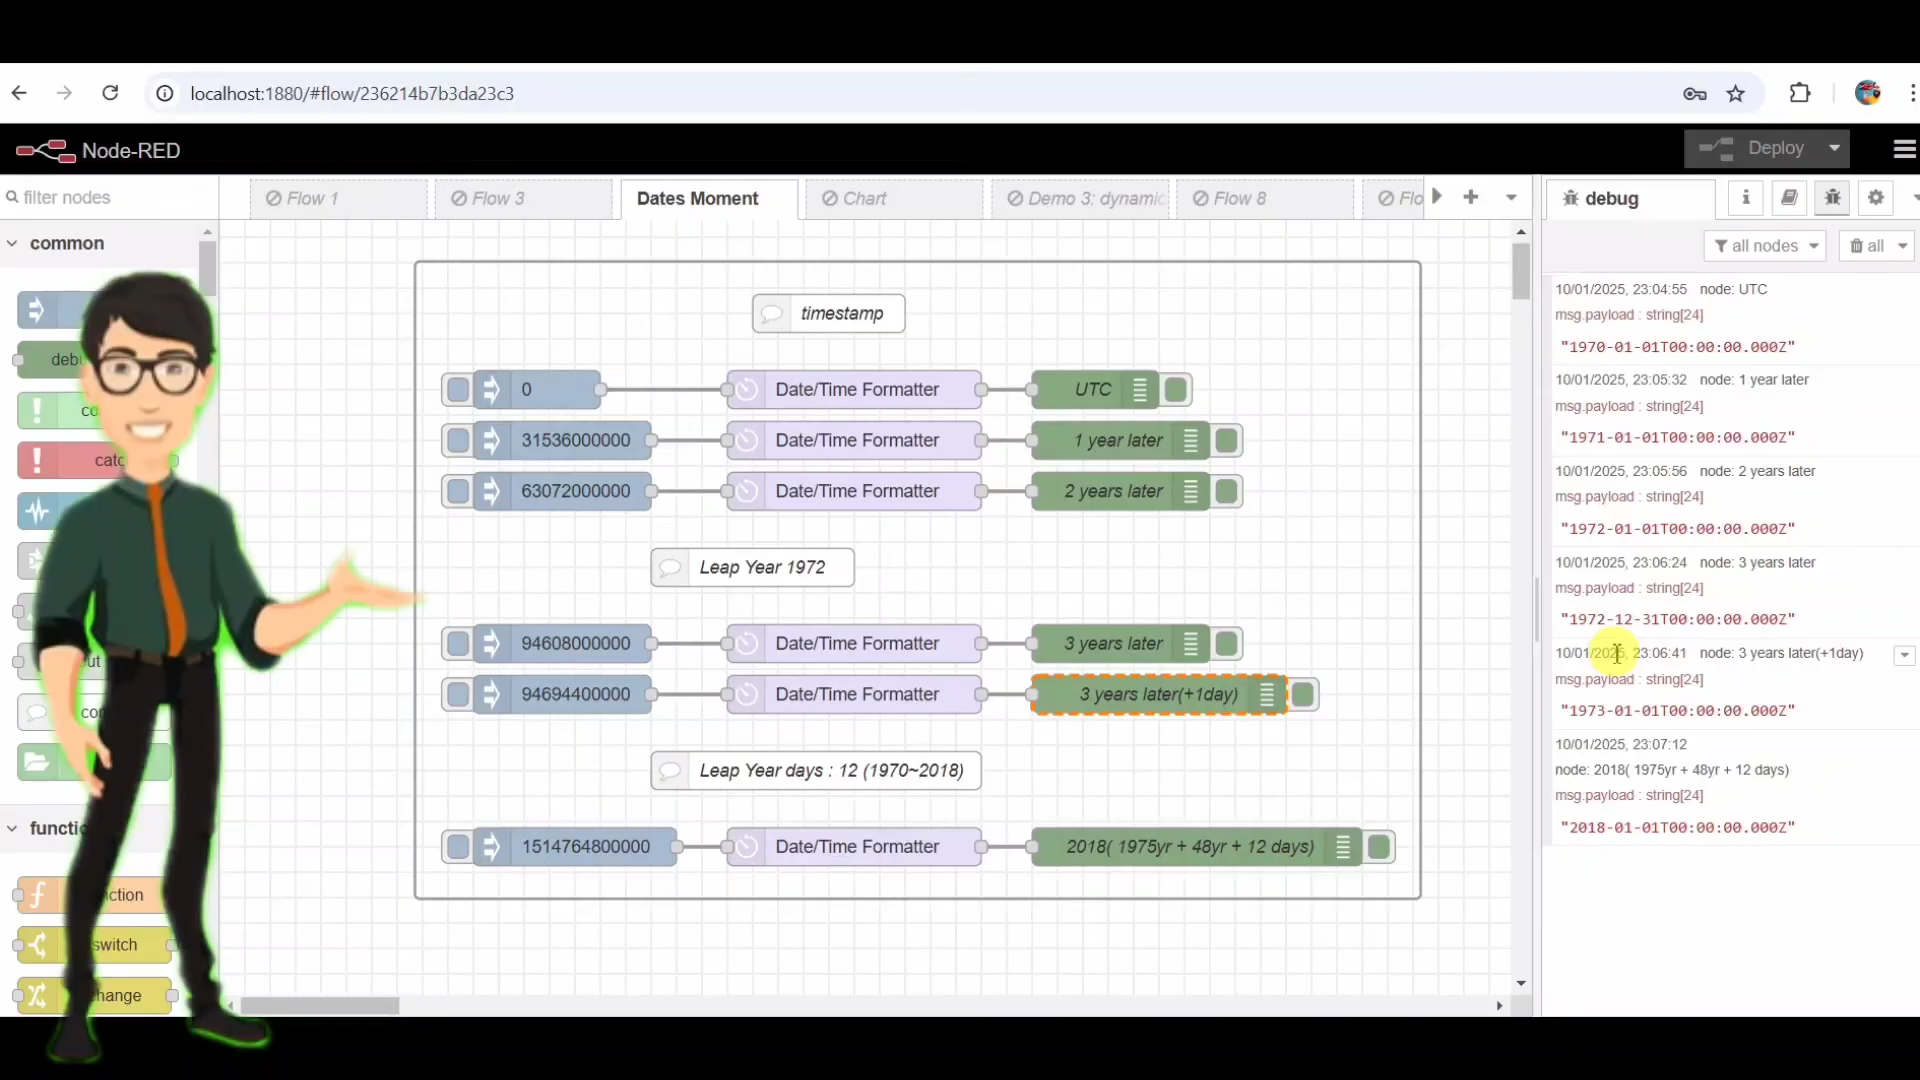 localhost:1880/#flow/236214b7b3da23c3
Node-RED
Deploy
filter nodes
Flow 1
Flow 3
Dates Moment
Chart
Demo 3: dynamic
Flow 8
Flo
debug
all nodes
all
common
timestamp
0
Date/Time Formatter
UTC
31536000000
Date/Time Formatter
1 year later
63072000000
Date/Time Formatter
2 years later
Leap Year 1972
94608000000
Date/Time Formatter
3 years later
94694400000
Date/Time Formatter
3 years later(+1day)
Leap Year days : 12 (1970~2018)
1514764800000
Date/Time Formatter
2018( 1975yr + 48yr + 12 days)
switch
10/01/2025, 23:04:55 node: UTC
msg.payload : string[24]
"1970-01-01T00:00:00.000Z"
10/01/2025, 23:05:32 node: 1 year later
msg.payload : string[24]
"1971-01-01T00:00:00.000Z"
10/01/2025, 23:05:56 node: 2 years later
msg.payload : string[24]
"1972-01-01T00:00:00.000Z"
10/01/2025, 23:06:24 node: 3 years later
msg.payload : string[24]
"1972-12-31T00:00:00.000Z"
10/01/2025, 23:06:41 node: 3 years later(+1day)
msg.payload : string[24]
"1973-01-01T00:00:00.000Z"
10/01/2025, 23:07:12
node: 2018( 1975yr + 48yr + 12 days)
msg.payload : string[24]
"2018-01-01T00:00:00.000Z"